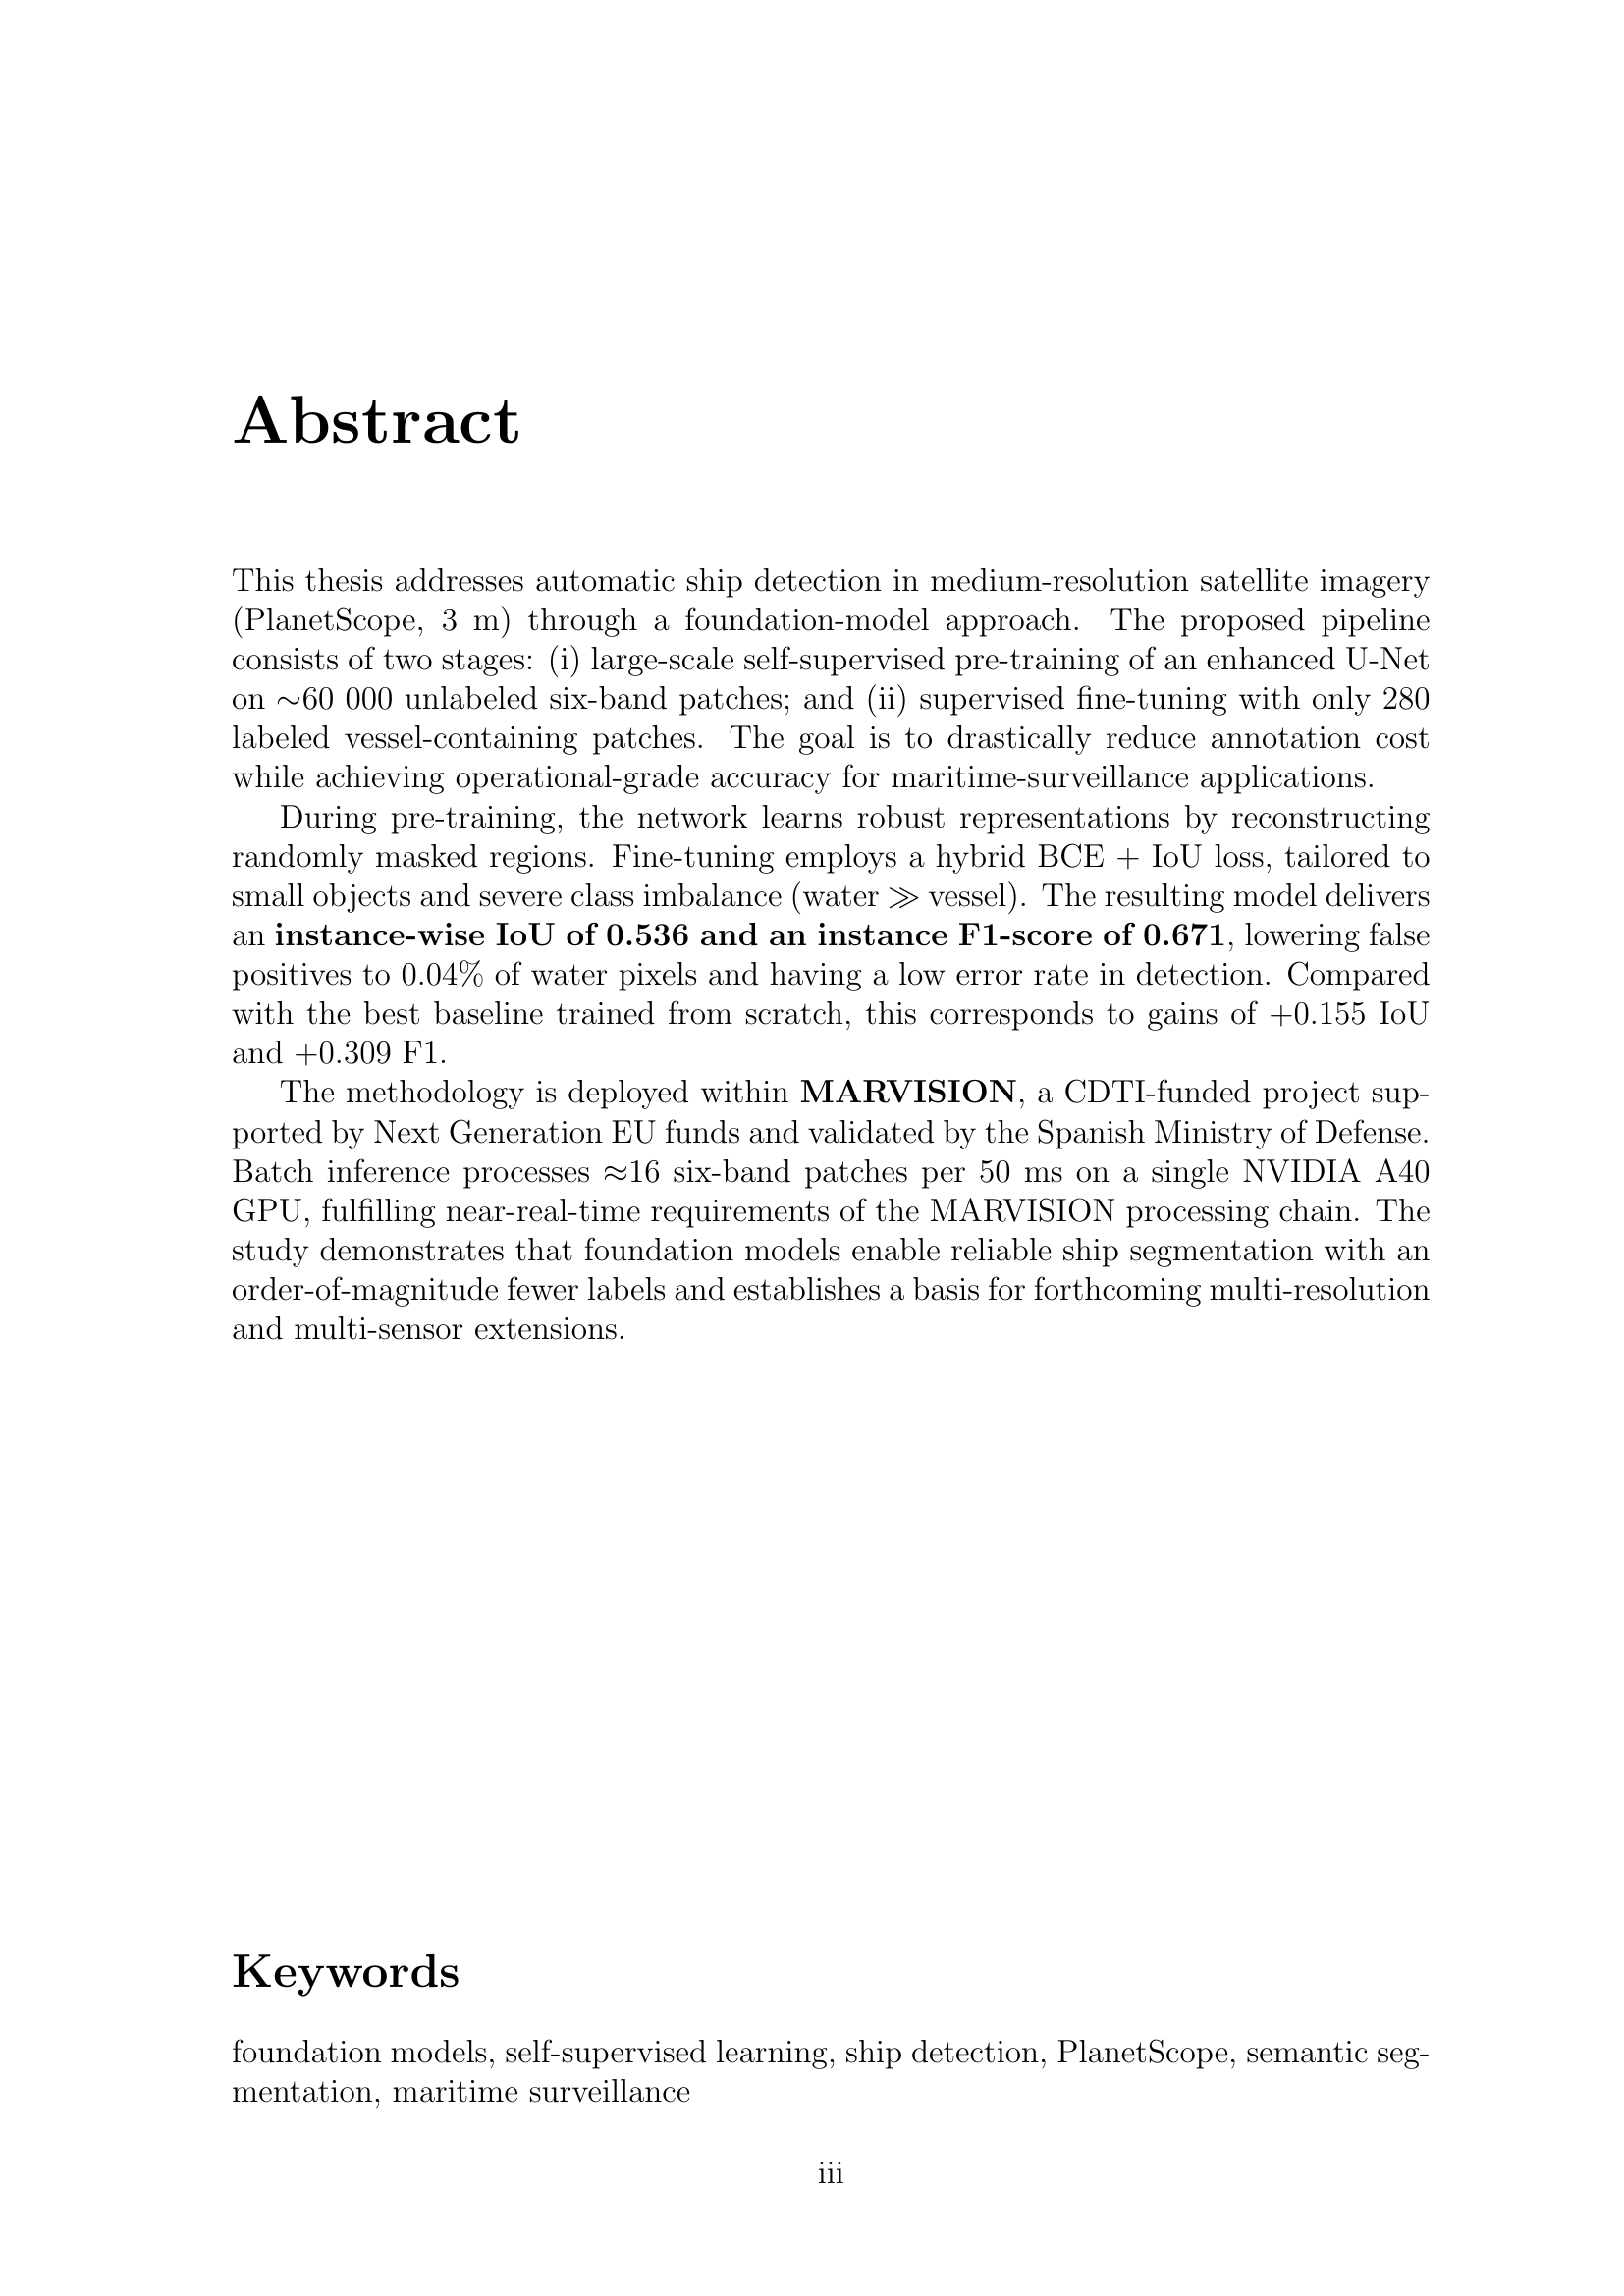 Abstract
This thesis addresses automatic ship detection in medium-resolution satellite imagery
(PlanetScope, 3 m) through a foundation-model approach. The proposed pipeline
consists of two stages: (i) large-scale self-supervised pre-training of an enhanced U-Net
on ∼60 000 unlabeled six-band patches; and (ii) supervised fine-tuning with only 280
labeled vessel-containing patches. The goal is to drastically reduce annotation cost
while achieving operational-grade accuracy for maritime-surveillance applications.
During pre-training, the network learns robust representations by reconstructing
randomly masked regions. Fine-tuning employs a hybrid BCE + IoU loss, tailored to
small objects and severe class imbalance (water ≫ vessel). The resulting model delivers
an instance-wise IoU of 0.536 and an instance F1-score of 0.671, lowering false
positives to 0.04% of water pixels and having a low error rate in detection. Compared
with the best baseline trained from scratch, this corresponds to gains of +0.155 IoU
and +0.309 F1.
The methodology is deployed within MARVISION, a CDTI-funded project sup-
ported by Next Generation EU funds and validated by the Spanish Ministry of Defense.
Batch inference processes ≈16 six-band patches per 50 ms on a single NVIDIA A40
GPU, fulfilling near-real-time requirements of the MARVISION processing chain. The
study demonstrates that foundation models enable reliable ship segmentation with an
order-of-magnitude fewer labels and establishes a basis for forthcoming multi-resolution
and multi-sensor extensions.
Keywords
foundation models, self-supervised learning, ship detection, PlanetScope, semantic seg-
mentation, maritime surveillance
iii